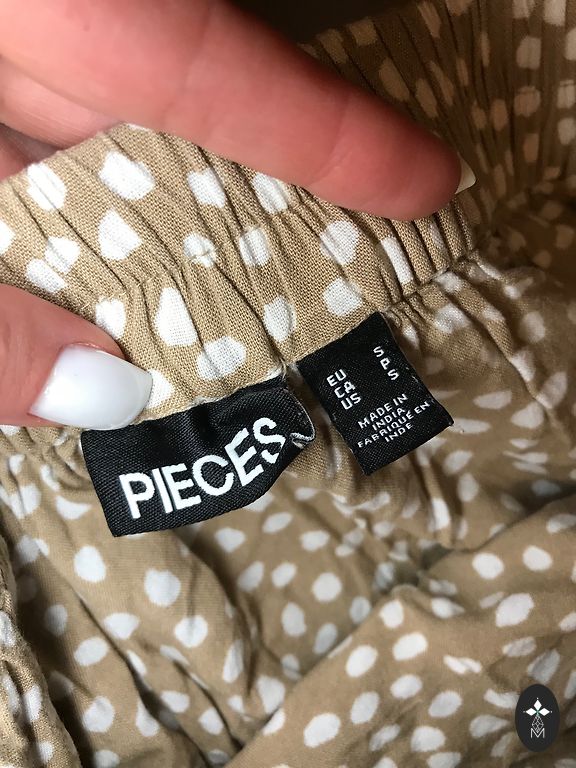 PIECES
EU S
CA P
US S
MADE IN
INDIA
FABRIQUÉ EN
INDE
M